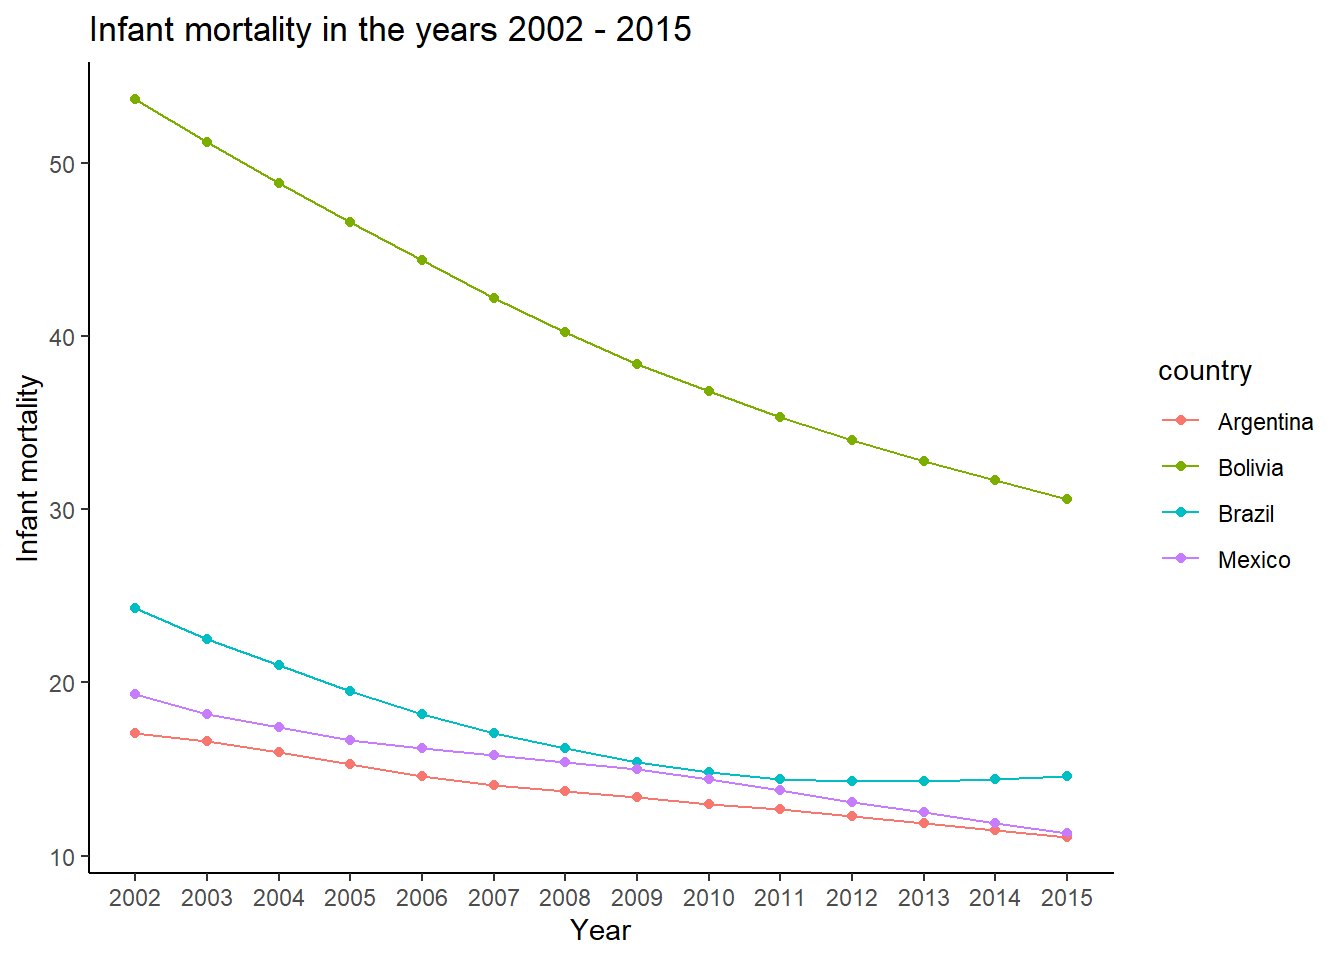 Infant mortality in the years 2002 - 2015
Infant mortality
50
40
30
20
10
2002 2003 2004 2005 2006 2007 2008 2009 2010 2011 2012 2013 2014 2015
Year
country
Argentina
Bolivia
Brazil
Mexico